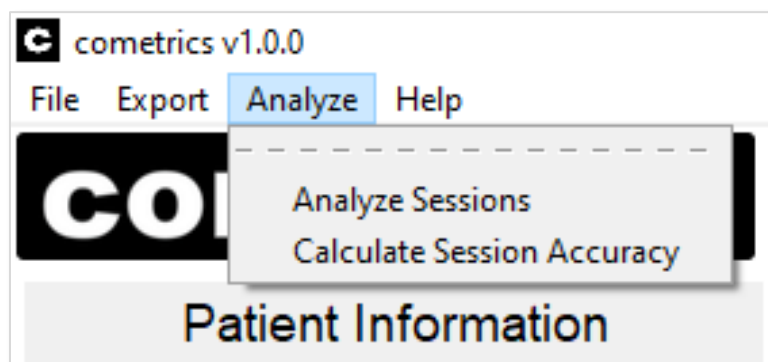 C cometrics v1.0.0
File Export Analyze Help
Analyze Sessions
Calculate Session Accuracy
Patient Information